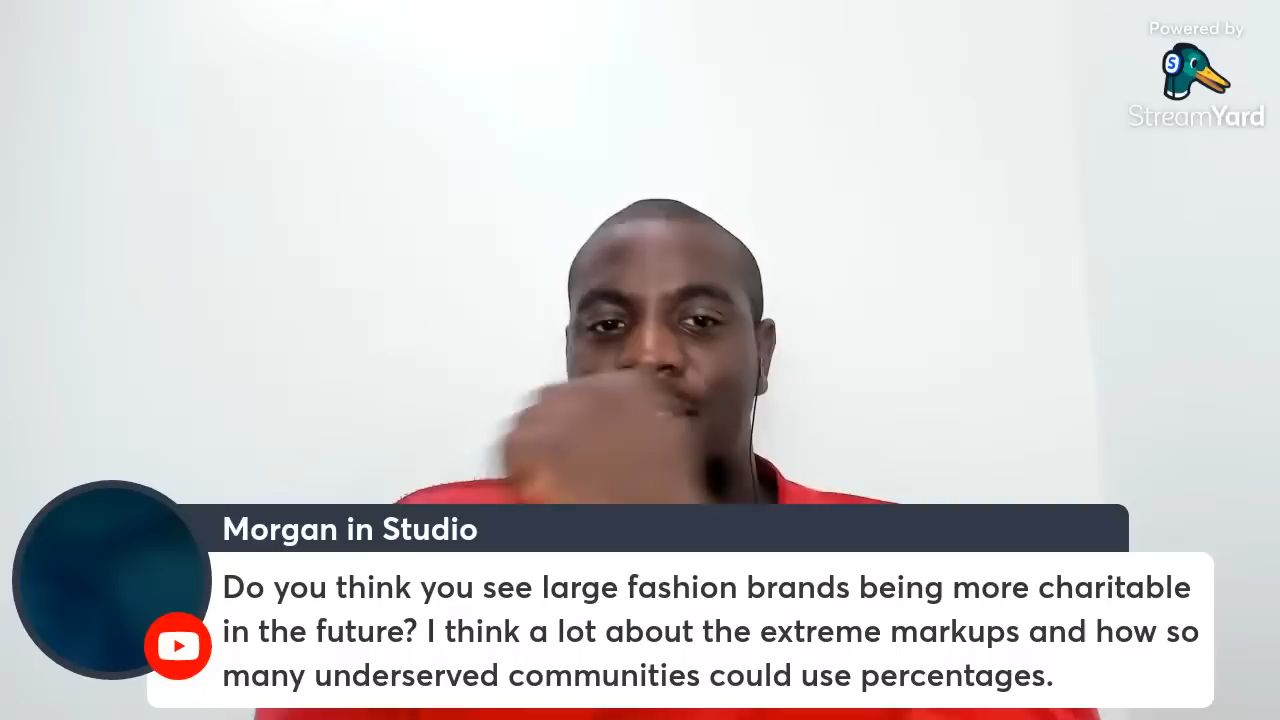 Powered by
StreamYard
Morgan in Studio
Do you think you see large fashion brands being more charitable
in the future? I think a lot about the extreme markups and how so
many underserved communities could use percentages.